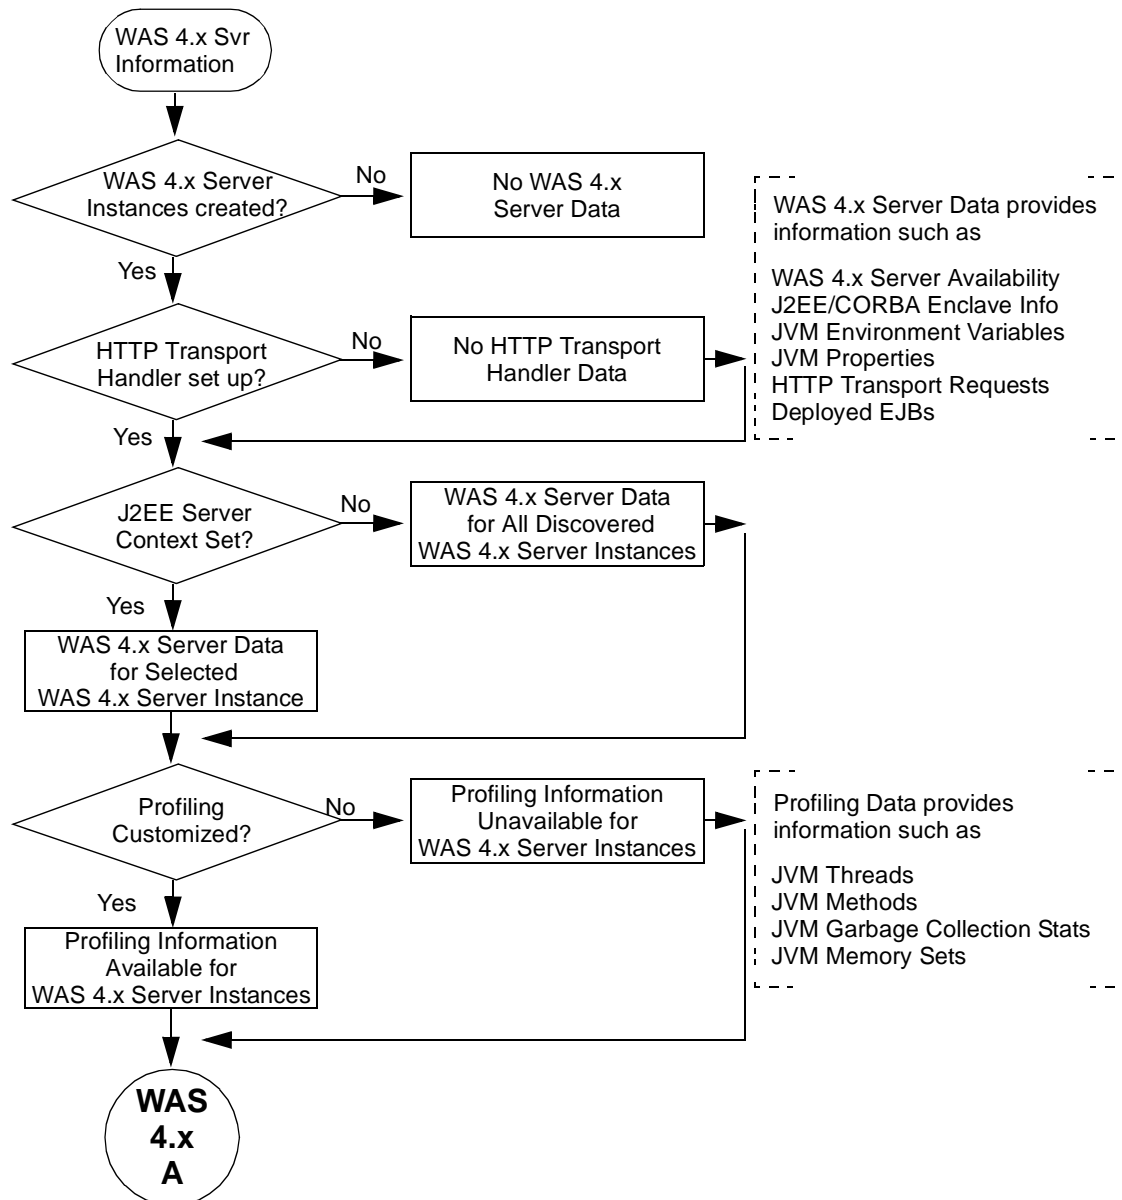 WAS 4.x Svr
Information
WAS 4.x Server
Instances created?
No
No WAS 4.x
Server Data
WAS 4.x Server Data provides
information such as
WAS 4.x Server Availability
J2EE/CORBA Enclave Info
JVM Environment Variables
JVM Properties
HTTP Transport Requests
Deployed EJBs
Yes
HTTP Transport
Handler set up?
No
No HTTP Transport
Handler Data
Yes
J2EE Server
Context Set?
No
WAS 4.x Server Data
for All Discovered
WAS 4.x Server Instances
Yes
WAS 4.x Server Data
for Selected
WAS 4.x Server Instance
Profiling
Customized?
No
Profiling Information
Unavailable for
WAS 4.x Server Instances
Profiling Data provides
information such as
JVM Threads
JVM Methods
JVM Garbage Collection Stats
JVM Memory Sets
Yes
Profiling Information
Available for
WAS 4.x Server Instances
WAS
4.x
A